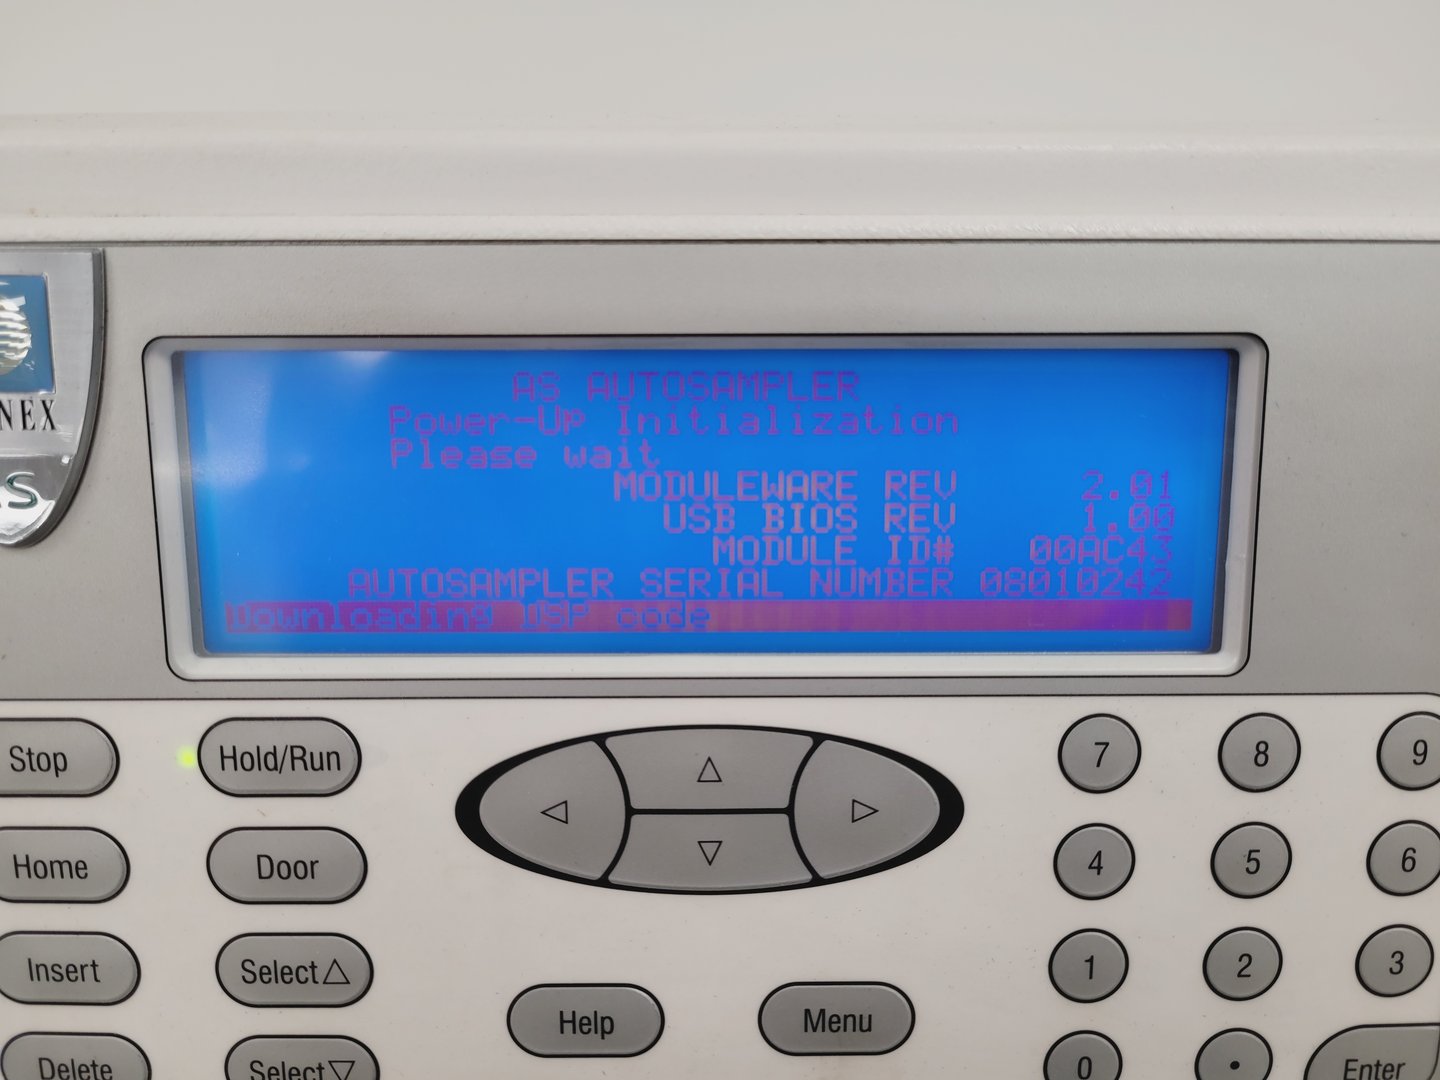 NEX
AS AUTOSAMPLER
Power-Up Initialization
Please wait
MODULEWARE REV 2.01
USB BIOS REV 1.00
MODULE ID#
AUTOSAMPLER SERIAL NUMBER 08010242
Downloading DSP code
Stop
Hold/Run
7
8
9
Home
Door
4
5
6
Insert
Select△
1
2
3
Help
Menu
Delete
Select▽
0
.
Enter